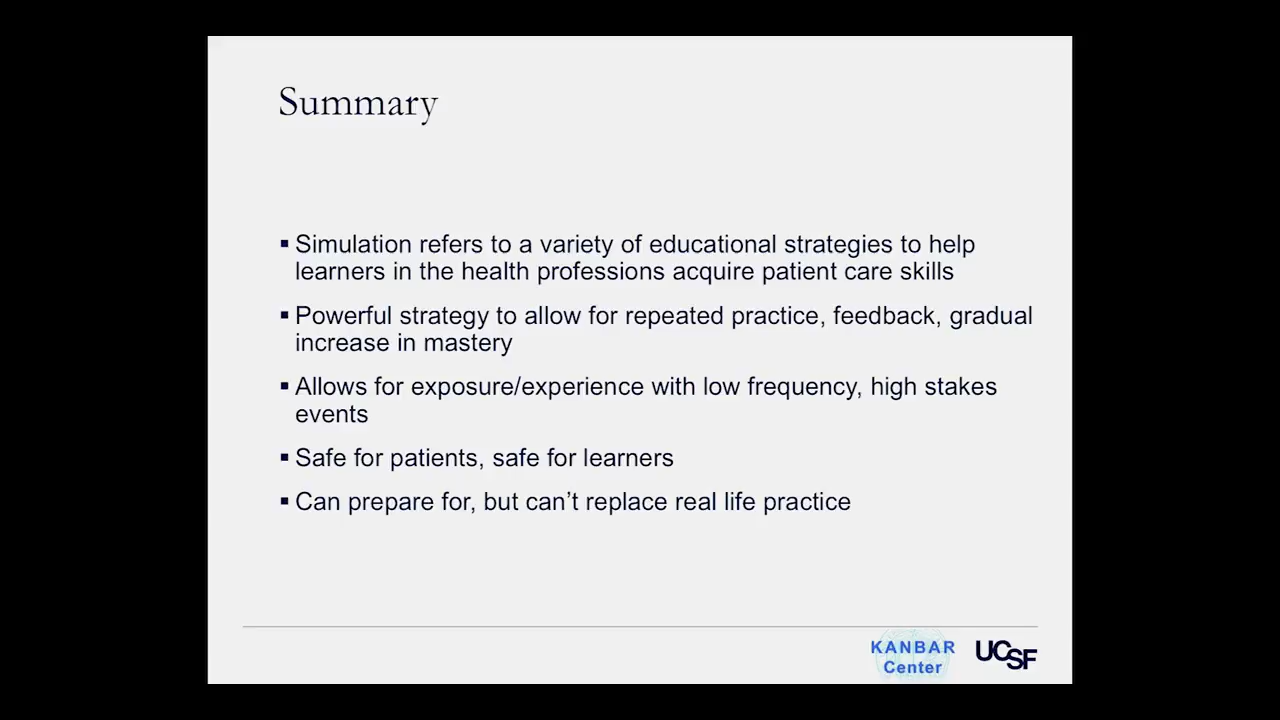 Summary
▪ Simulation refers to a variety of educational strategies to help
learners in the health professions acquire patient care skills
▪ Powerful strategy to allow for repeated practice, feedback, gradual
increase in mastery
▪ Allows for exposure/experience with low frequency, high stakes
events
▪ Safe for patients, safe for learners
▪ Can prepare for, but can’t replace real life practice
KANBAR
Center
UCSF